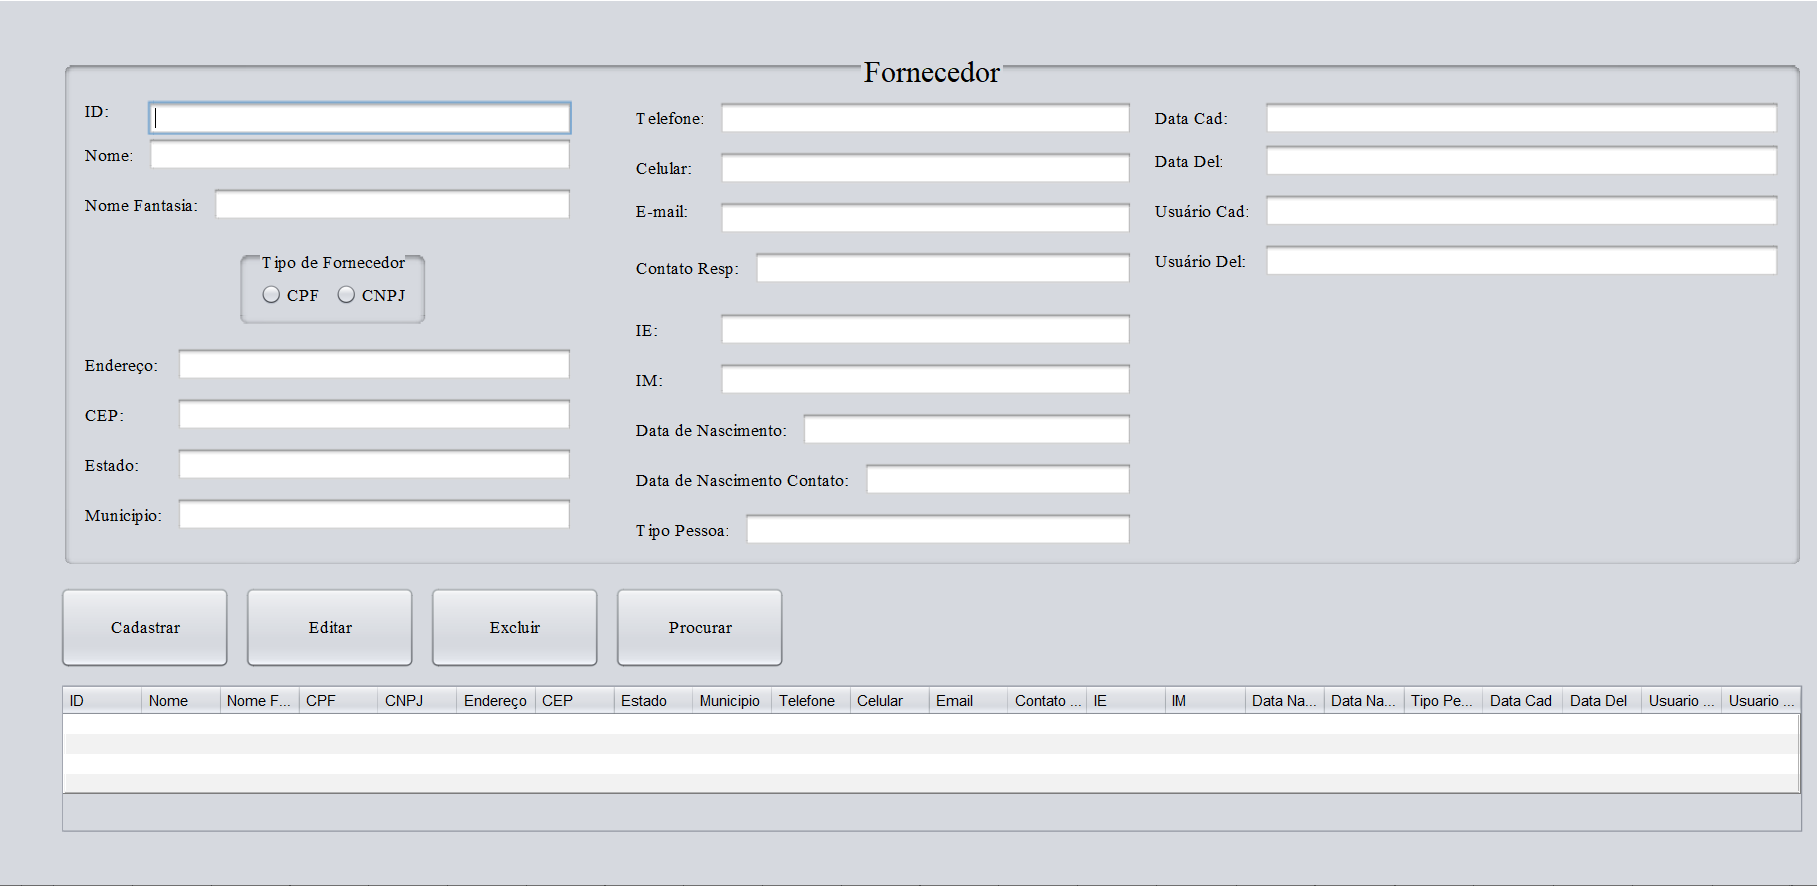 Fornecedor
ID:
Nome:
Nome Fantasia:
Tipo de Fornecedor
CPF CNPJ
Endereço:
CEP:
Estado:
Municipio:
Telefone:
Celular:
E-mail:
Contato Resp:
IE:
IM:
Data de Nascimento:
Data de Nascimento Contato:
Tipo Pessoa:
Data Cad:
Data Del:
Usuário Cad:
Usuário Del:
Cadastrar Editar Excluir Procurar
ID Nome Nome F... CPF CNPJ Endereço CEP Estado Municipio Telefone Celular Email Contato ... IE IM Data Na... Data Na... Tipo Pe... Data Cad Data Del Usuario ... Usuario ...